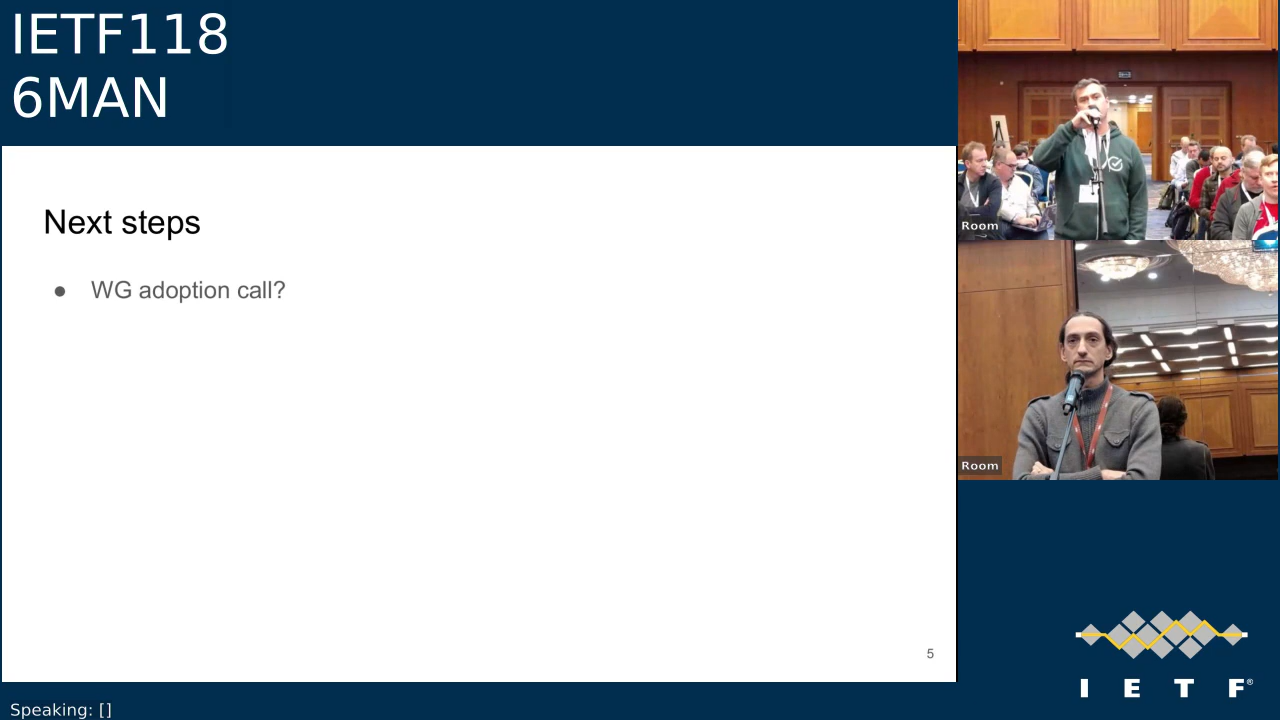 IETF118
6MAN
Next steps
● WG adoption call?
5
Room
Room
I E T F®
Speaking: []